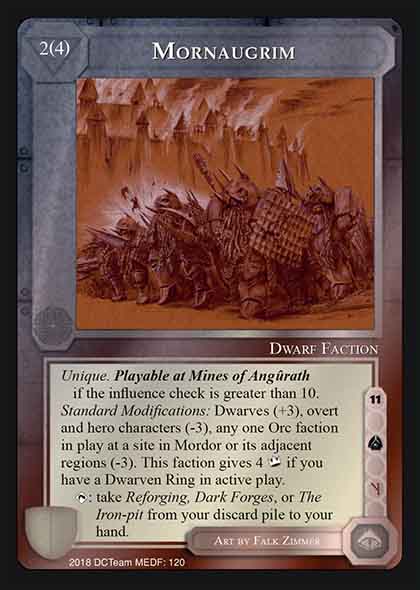 2(4)
MORNAUGRIM
DWARF FACTION
Unique. Playable at Mines of Angûrath
if the influence check is greater than 10.
Standard Modifications: Dwarves (+3), overt
and hero characters (-3), any one Orc faction
in play at a site in Mordor or its adjacent
regions (-3). This faction gives 4 if you
have a Dwarven Ring in active play.
: take Reforging, Dark Forges, or The
Iron-pit from your discard pile to your
hand.
11
ART BY FALK ZIMMER
2018 DCTeam MEDF: 120